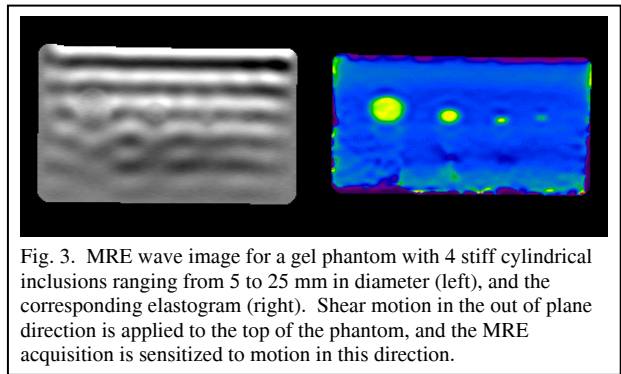 Fig. 3. MRE wave image for a gel phantom with 4 stiff cylindrical
inclusions ranging from 5 to 25 mm in diameter (left), and the
corresponding elastogram (right). Shear motion in the out of plane
direction is applied to the top of the phantom, and the MRE
acquisition is sensitized to motion in this direction.